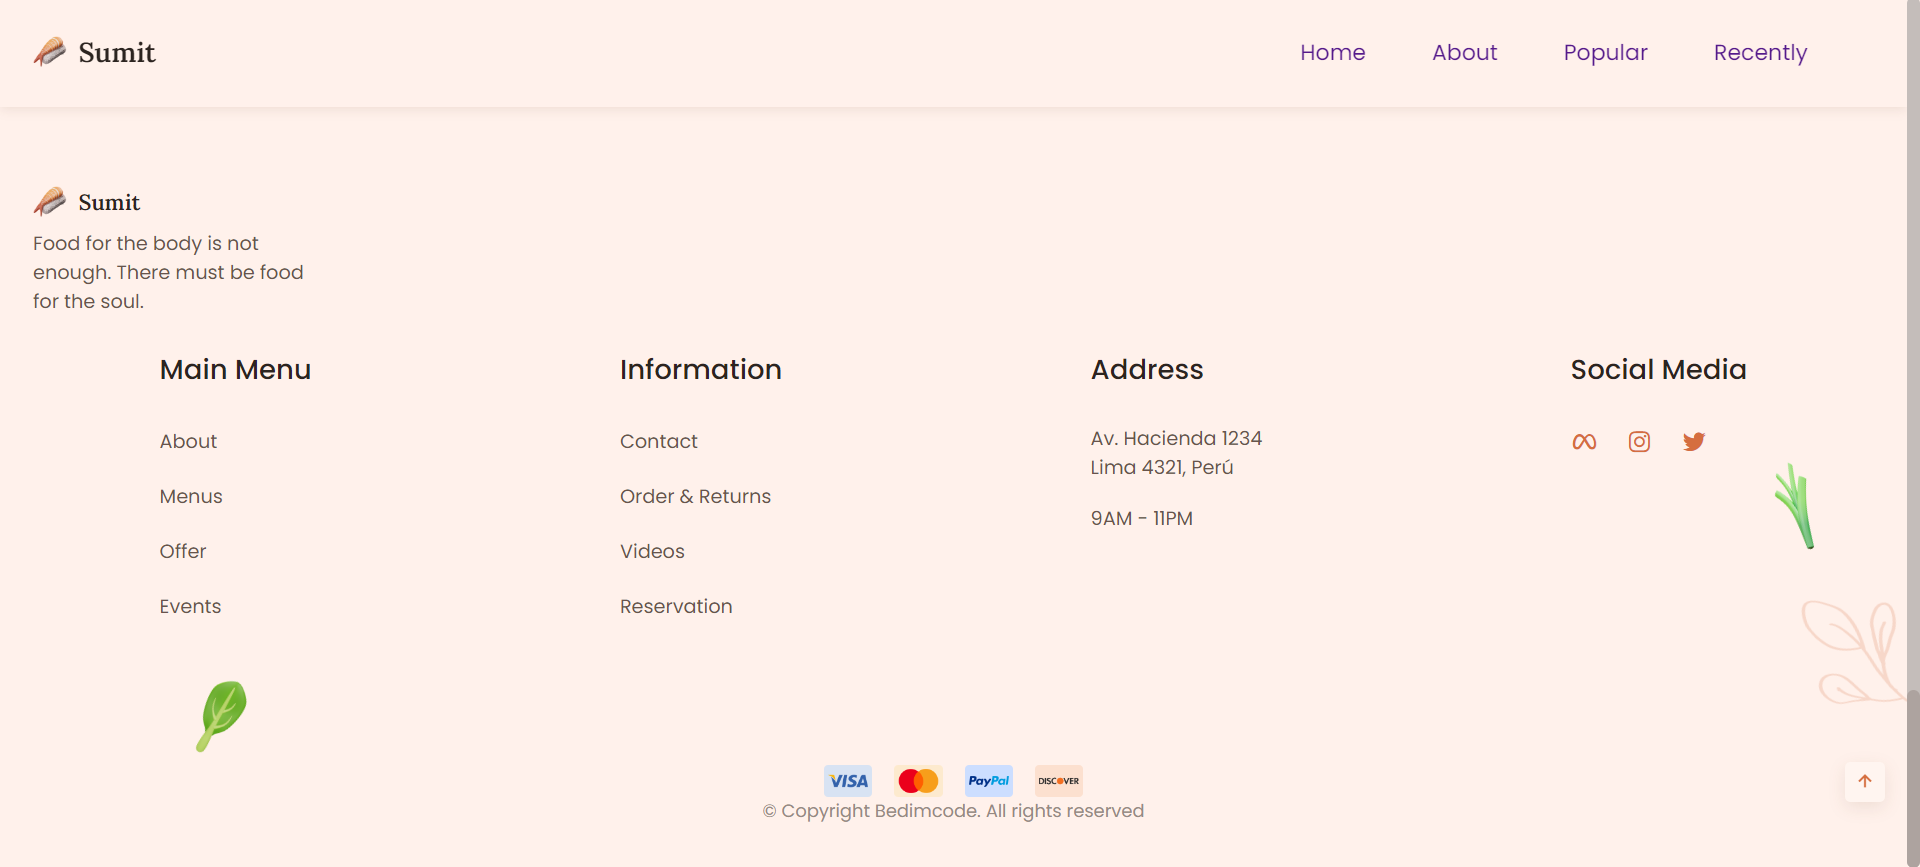 Sumit
Home
About
Popular
Recently
Sumit
Food for the body is not
enough. There must be food
for the soul.
Main Menu
About
Menus
Offer
Events
Information
Contact
Order & Returns
Videos
Reservation
Address
Av. Hacienda 1234
Lima 4321, Perú
9AM - 11PM
Social Media
VISA
PayPal
DISCOVER
© Copyright Bedimcode. All rights reserved